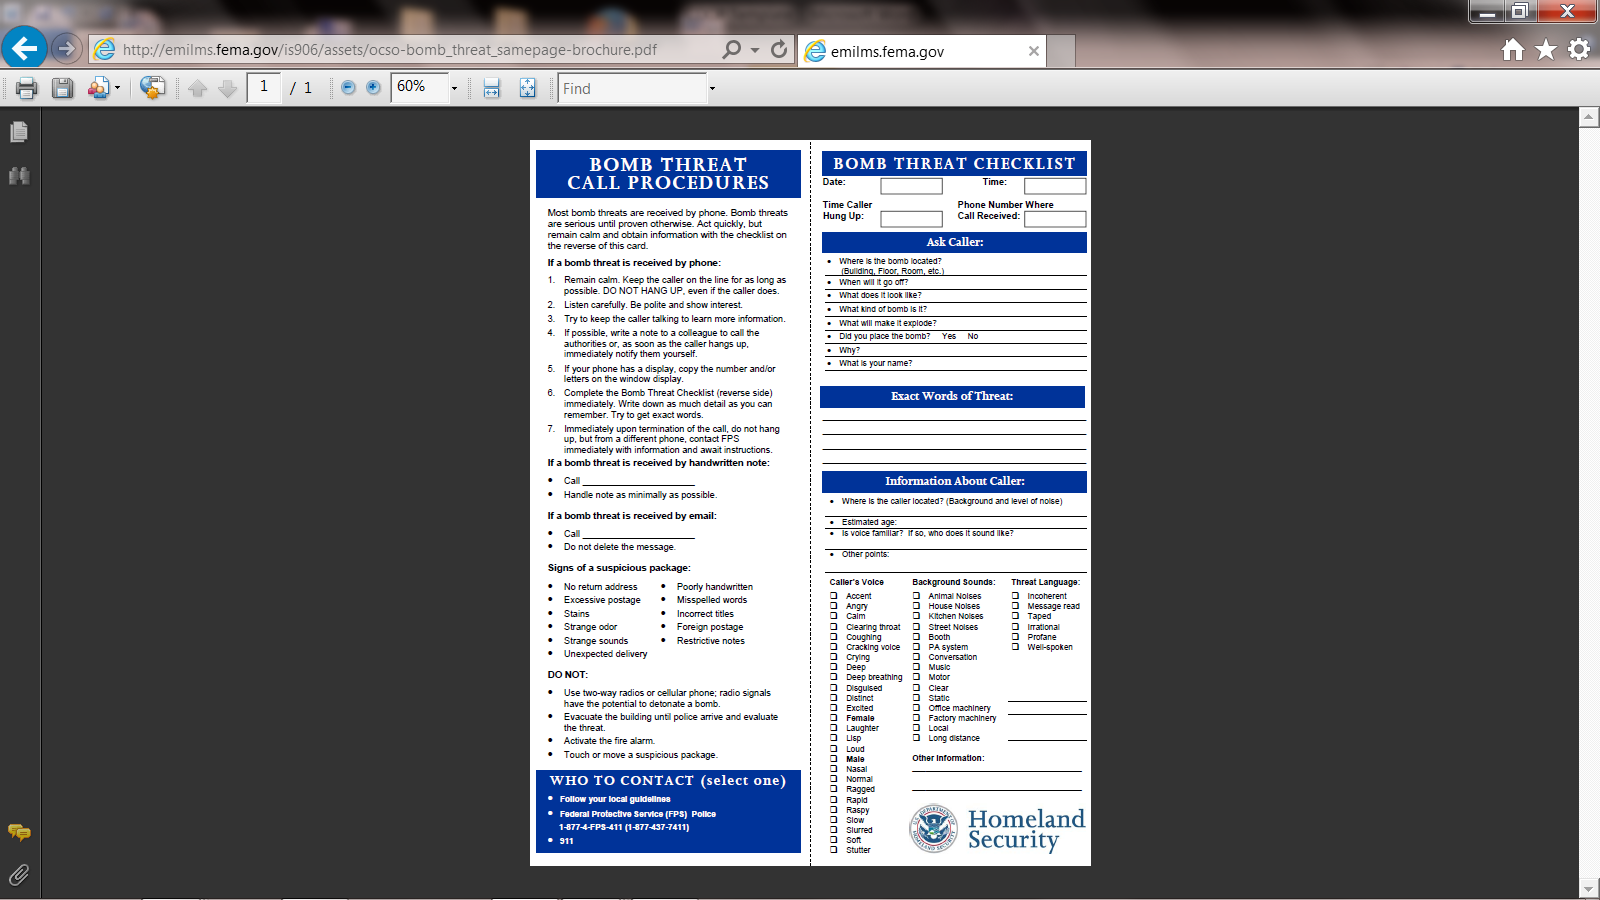 http://emilms.fema.gov/is906/assets/ocso-bomb_threat_samepage-brochure.pdf
emilms.fema.gov
1 / 1
60%
Find
BOMB THREAT
CALL PROCEDURES
Most bomb threats are received by phone. Bomb threats
are serious until proven otherwise. Act quickly, but
remain calm and obtain information with the checklist on
the reverse of this card.
If a bomb threat is received by phone:
1. Remain calm. Keep the caller on the line for as long as
possible. DO NOT HANG UP, even if the caller does.
2. Listen carefully. Be polite and show interest.
3. Try to keep the caller talking to learn more information.
4. If possible, write a note to a colleague to call the
authorities or, as soon as the caller hangs up,
immediately notify them yourself.
5. If your phone has a display, copy the number and/or
letters on the window display.
6. Complete the Bomb Threat Checklist (reverse side)
immediately. Write down as much detail as you can
remember. Try to get exact words.
7. Immediately upon termination of the call, do not hang
up, but from a different phone, contact FPS
immediately with information and await instructions.
If a bomb threat is received by handwritten note:
• Call ______________________
• Handle note as minimally as possible.
If a bomb threat is received by email:
• Call ______________________
• Do not delete the message.
Signs of a suspicious package:
• No return address • Poorly handwritten
• Excessive postage • Misspelled words
• Stains • Incorrect titles
• Strange odor • Foreign postage
• Strange sounds • Restrictive notes
• Unexpected delivery
DO NOT:
• Use two-way radios or cellular phone; radio signals
have the potential to detonate a bomb.
• Evacuate the building until police arrive and evaluate
the threat.
• Activate the fire alarm.
• Touch or move a suspicious package.
WHO TO CONTACT (select one)
• Follow your local guidelines
• Federal Protective Service (FPS) Police
1-877-4-FPS-411 (1-877-437-7411)
• 911
BOMB THREAT CHECKLIST
Date: Time:
Time Caller Phone Number Where
Hung Up: Call Received:
Ask Caller:
• Where is the bomb located?
(Building, Floor, Room, etc.)
• When will it go off?
• What does it look like?
• What kind of bomb is it?
• What will make it explode?
• Did you place the bomb? Yes No
• Why?
• What is your name?
Exact Words of Threat:
Information About Caller:
• Where is the caller located? (Background and level of noise)
• Estimated age:
• Is voice familiar? If so, who does it sound like?
• Other points:
Caller's Voice Background Sounds: Threat Language:
❑ Accent ❑ Animal Noises ❑ Incoherent
❑ Angry ❑ House Noises ❑ Message read
❑ Calm ❑ Kitchen Noises ❑ Taped
❑ Clearing throat ❑ Street Noises ❑ Irrational
❑ Coughing ❑ Booth ❑ Profane
❑ Cracking voice ❑ PA system ❑ Well-spoken
❑ Crying ❑ Conversation
❑ Deep ❑ Music
❑ Deep breathing ❑ Motor
❑ Disguised ❑ Clear
❑ Distinct ❑ Static
❑ Excited ❑ Office machinery
❑ Female ❑ Factory machinery
❑ Laughter ❑ Local
❑ Lisp ❑ Long distance
❑ Loud
❑ Male Other Information:
❑ Nasal
❑ Normal
❑ Ragged
❑ Rapid
❑ Raspy
❑ Slow
❑ Slurred
❑ Soft
❑ Stutter
Homeland
Security